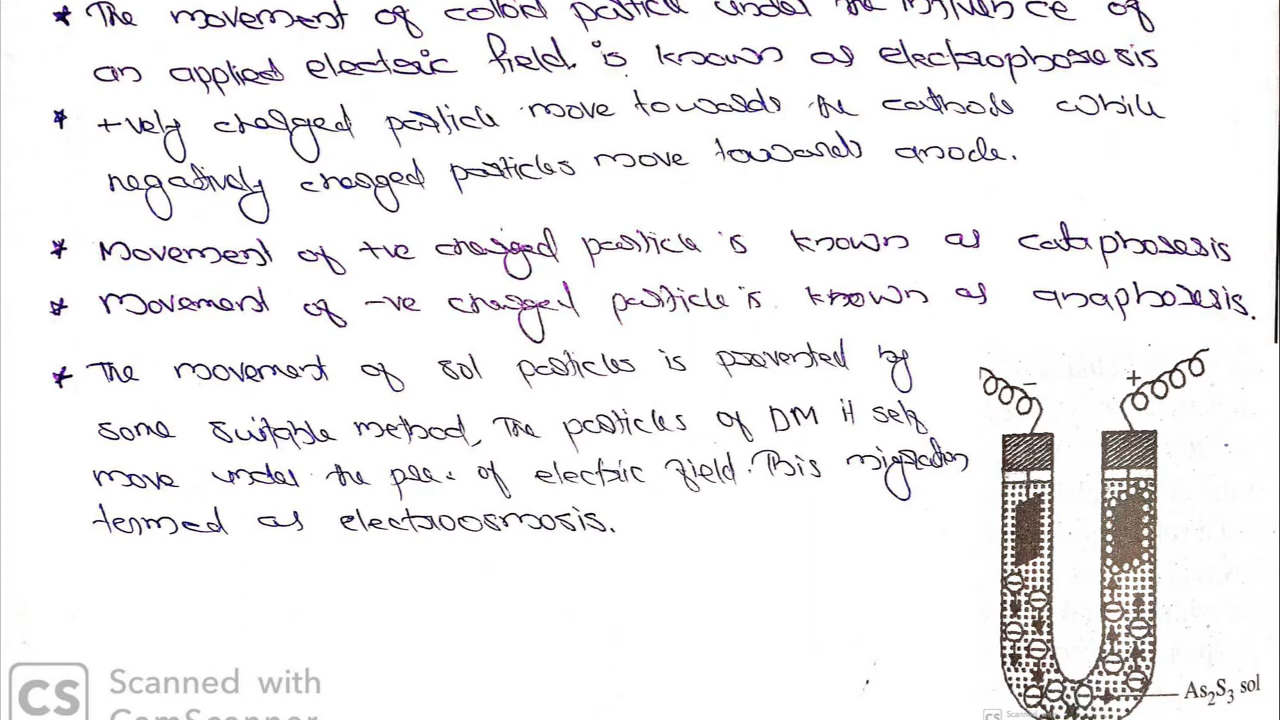 * The movement of colloid particle under the influence of
an applied electric field. is known as electrophoresis
* +vely charged particle move towards the cathode while
negatively charged particles move towards anode.
* Movement of +ve charged particle is known as cataphoresis
* Movement of -ve charged particle is known as anaphoresis.
* The movement of sol particles is prevented by
some suitable method, The particles of DM it self
move under the of electric field. This migration
termed as electroosmosis.
- +
As₂S₃ sol
CS Scanned with
CamScanner
CS Scanned